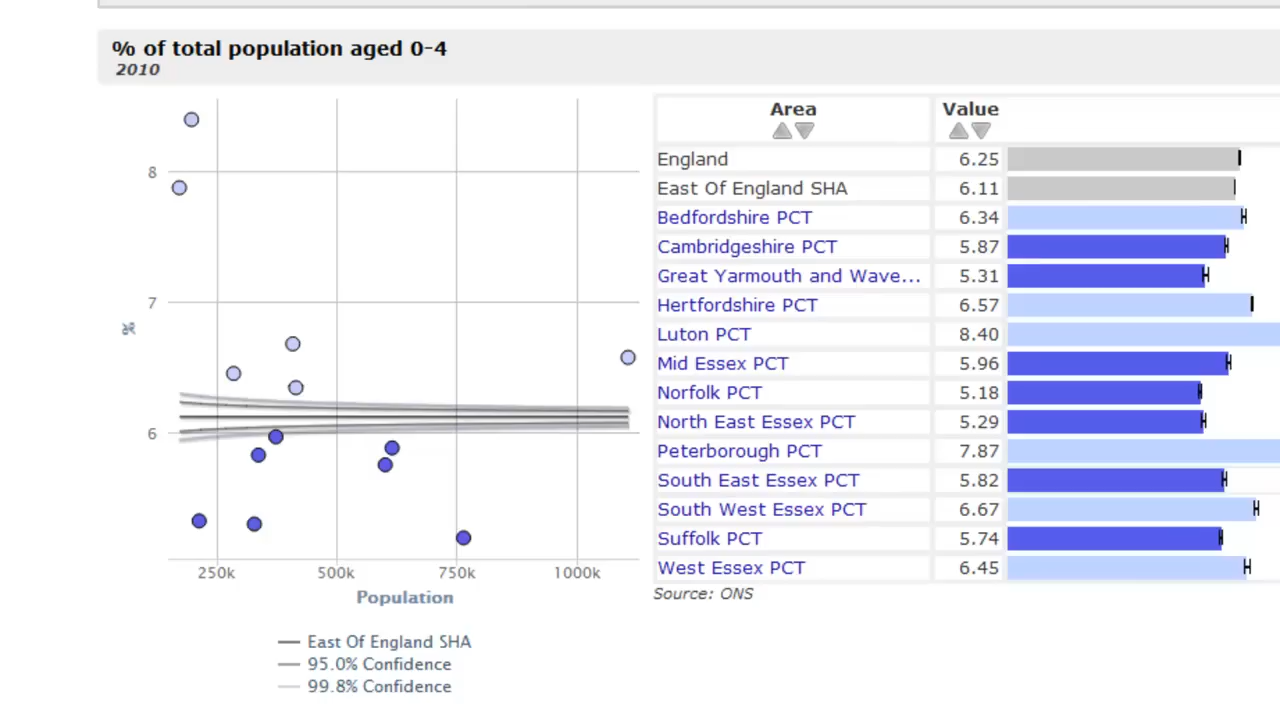 % of total population aged 0-4
2010
8
7
%
6
250k 500k 750k 1000k
Population
East Of England SHA
95.0% Confidence
99.8% Confidence
Area Value
England 6.25
East Of England SHA 6.11
Bedfordshire PCT 6.34
Cambridgeshire PCT 5.87
Great Yarmouth and Wave... 5.31
Hertfordshire PCT 6.57
Luton PCT 8.40
Mid Essex PCT 5.96
Norfolk PCT 5.18
North East Essex PCT 5.29
Peterborough PCT 7.87
South East Essex PCT 5.82
South West Essex PCT 6.67
Suffolk PCT 5.74
West Essex PCT 6.45
Source: ONS